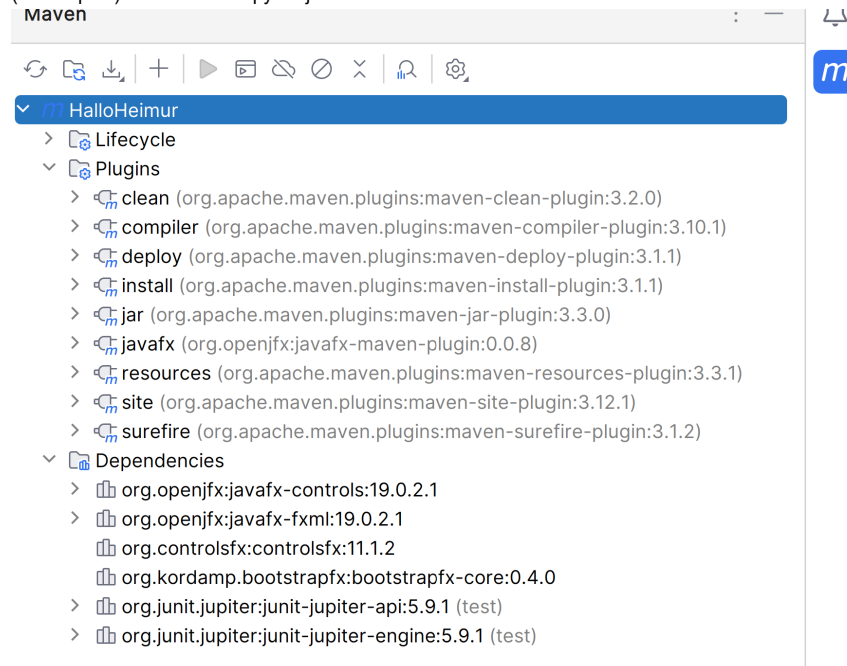 Maven
HalloHeimur
Lifecycle
Plugins
clean (org.apache.maven.plugins:maven-clean-plugin:3.2.0)
compiler (org.apache.maven.plugins:maven-compiler-plugin:3.10.1)
deploy (org.apache.maven.plugins:maven-deploy-plugin:3.1.1)
install (org.apache.maven.plugins:maven-install-plugin:3.1.1)
jar (org.apache.maven.plugins:maven-jar-plugin:3.3.0)
javafx (org.openjfx:javafx-maven-plugin:0.0.8)
resources (org.apache.maven.plugins:maven-resources-plugin:3.3.1)
site (org.apache.maven.plugins:maven-site-plugin:3.12.1)
surefire (org.apache.maven.plugins:maven-surefire-plugin:3.1.2)
Dependencies
org.openjfx:javafx-controls:19.0.2.1
org.openjfx:javafx-fxml:19.0.2.1
org.controlsfx:controlsfx:11.1.2
org.kordamp.bootstrapfx:bootstrapfx-core:0.4.0
org.junit.jupiter:junit-jupiter-api:5.9.1 (test)
org.junit.jupiter:junit-jupiter-engine:5.9.1 (test)